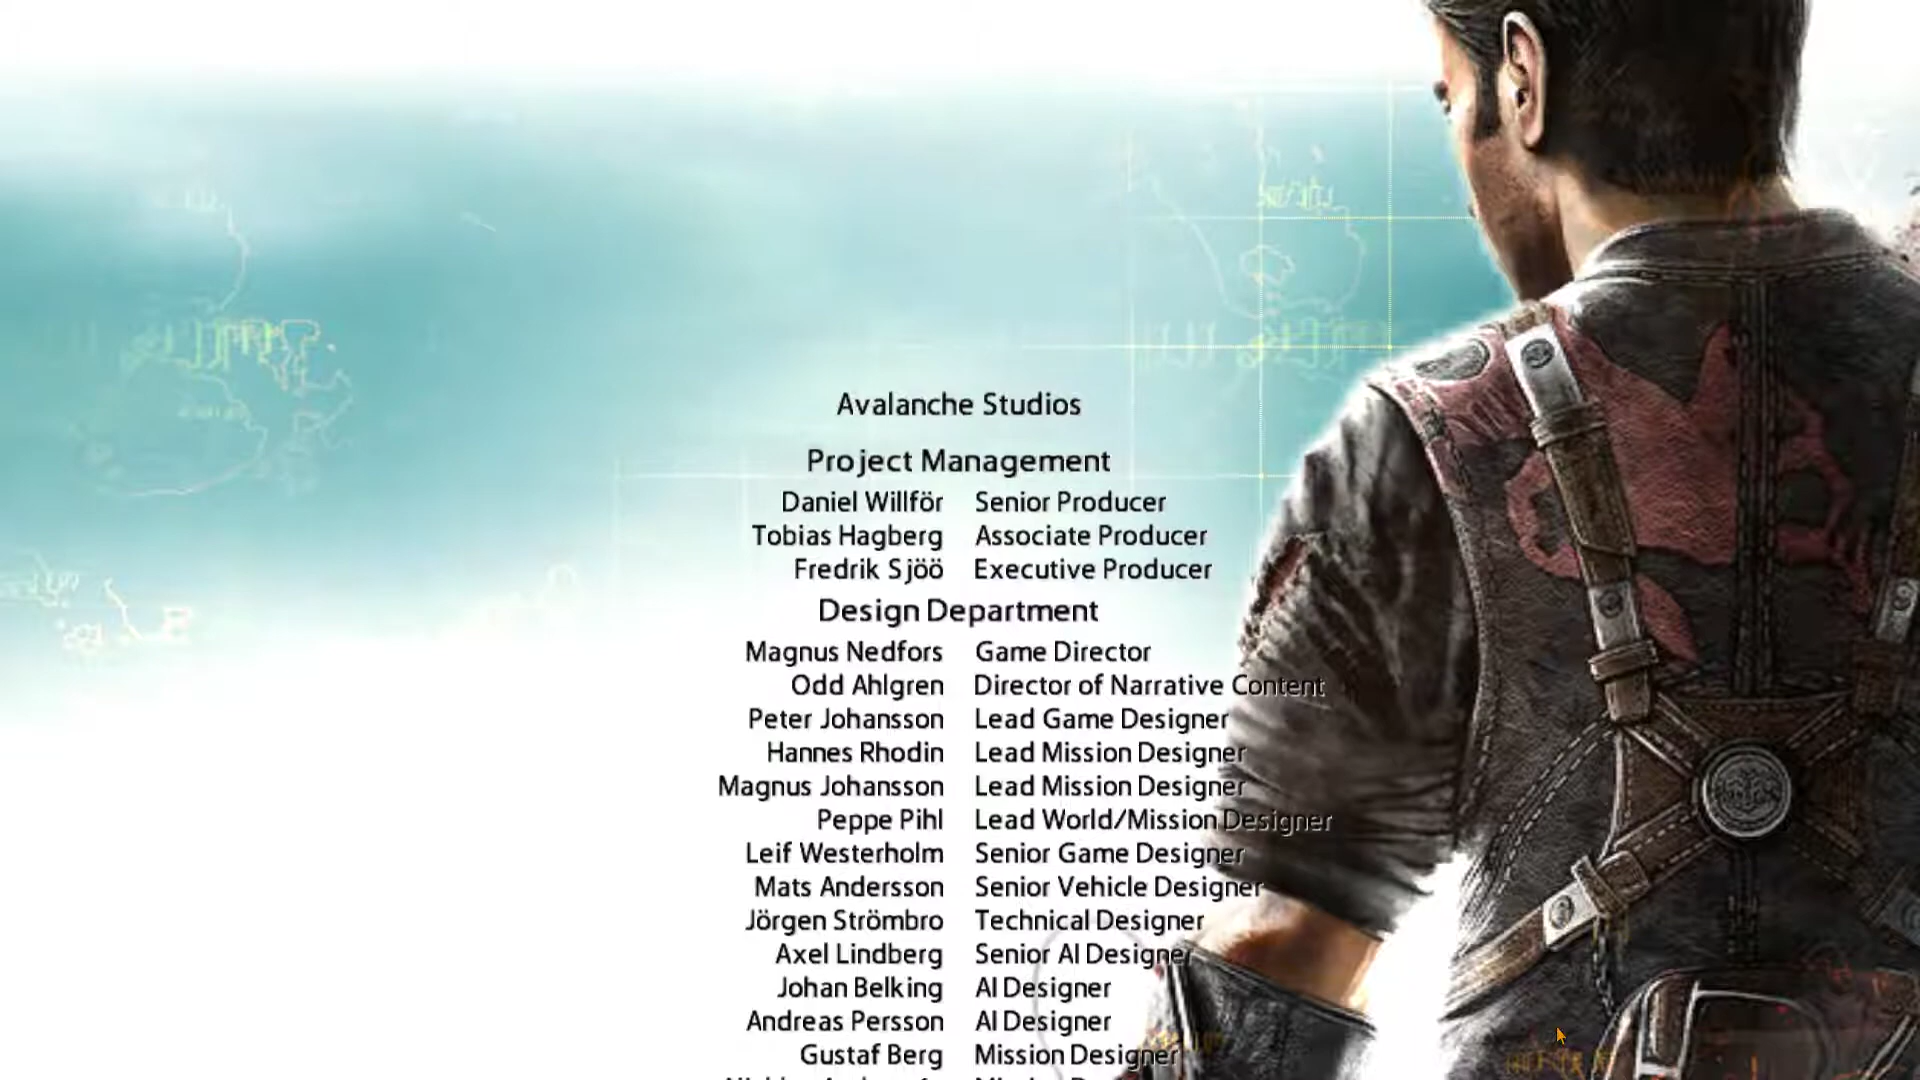 Avalanche Studios
Project Management
Daniel Willför Senior Producer
Tobias Hagberg Associate Producer
Fredrik Sjöö Executive Producer
Design Department
Magnus Nedfors Game Director
Odd Ahlgren Director of Narrative Content
Peter Johansson Lead Game Designer
Hannes Rhodin Lead Mission Designer
Magnus Johansson Lead Mission Designer
Peppe Pihl Lead World/Mission Designer
Leif Westerholm Senior Game Designer
Mats Andersson Senior Vehicle Designer
Jörgen Strömbro Technical Designer
Axel Lindberg Senior AI Designer
Johan Belking AI Designer
Andreas Persson AI Designer
Gustaf Berg Mission Designer